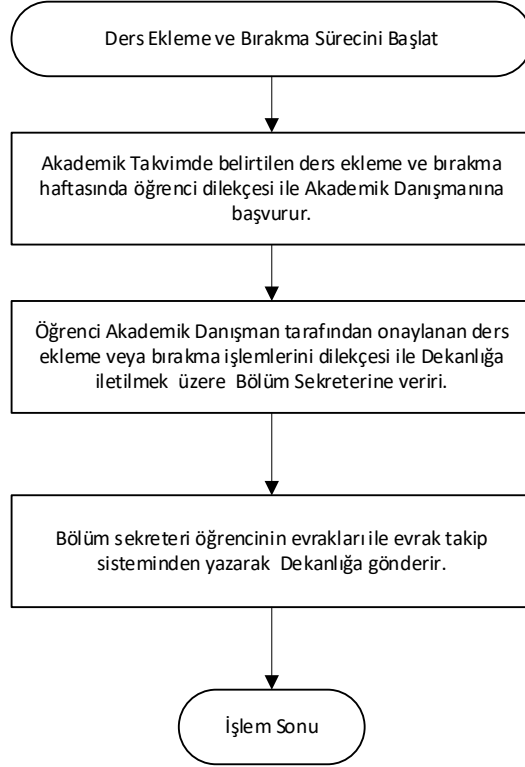 Ders Ekleme ve Bırakma Sürecini Başlat
Akademik Takvimde belirtilen ders ekleme ve bırakma
haftasında öğrenci dilekçesi ile Akademik Danışmanına
başvurur.
Öğrenci Akademik Danışman tarafından onaylanan ders
ekleme veya bırakma işlemlerini dilekçesi ile Dekanlığa
iletilmek üzere Bölüm Sekreterine veriri.
Bölüm sekreteri öğrencinin evrakları ile evrak takip
sisteminden yazarak Dekanlığa gönderir.
İşlem Sonu